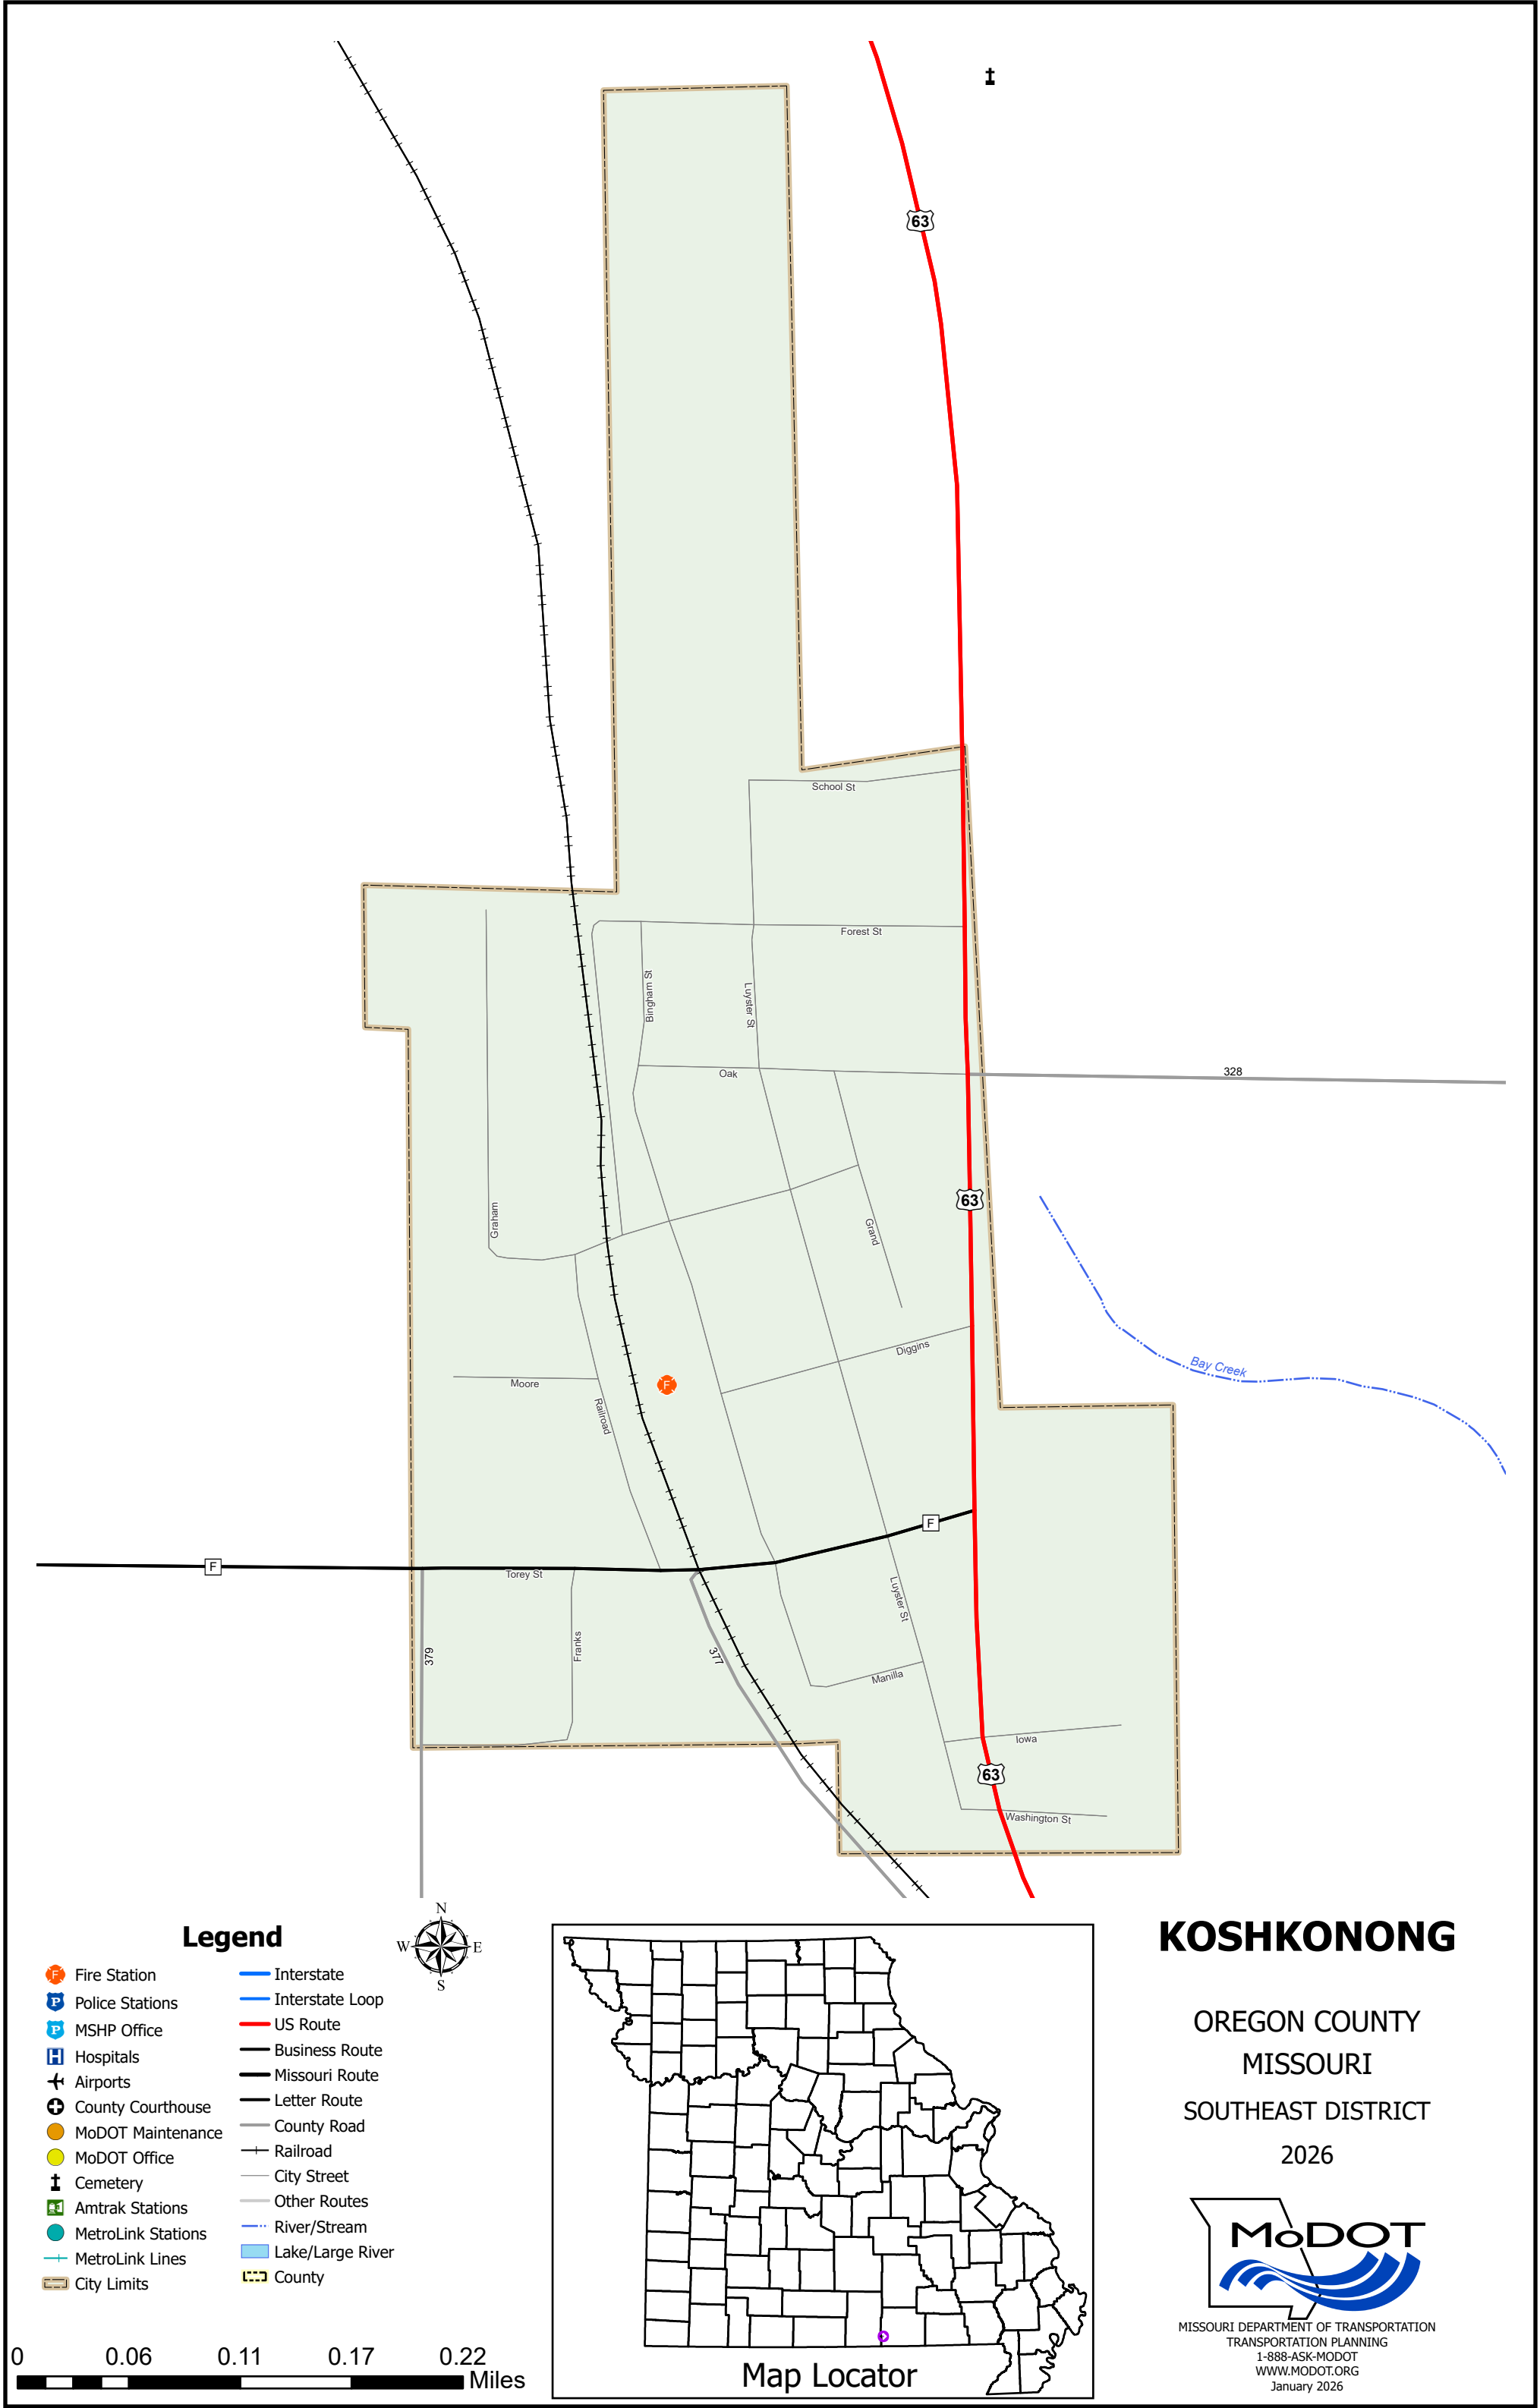 63
School St
Forest St
Bingham St
Luyster St
Oak
328
Graham
63
Grand
Bay Creek
Diggins
Moore
F
Railroad
F
F
Torey St
Luyster St
Franks
379
377
Manilla
Iowa
63
Washington St
Legend
N
W
E
S
F
Fire Station
P
Police Stations
P
MSHP Office
H
Hospitals
Airports
County Courthouse
MoDOT Maintenance
MoDOT Office
Cemetery
Amtrak Stations
MetroLink Stations
MetroLink Lines
City Limits
Interstate
Interstate Loop
US Route
Business Route
Missouri Route
Letter Route
County Road
Railroad
City Street
Other Routes
River/Stream
Lake/Large River
County
0 0.06 0.11 0.17 0.22
Miles
Map Locator
KOSHKONONG
OREGON COUNTY
MISSOURI
SOUTHEAST DISTRICT
2026
MoDOT
MISSOURI DEPARTMENT OF TRANSPORTATION
TRANSPORTATION PLANNING
1-888-ASK-MODOT
WWW.MODOT.ORG
January 2026